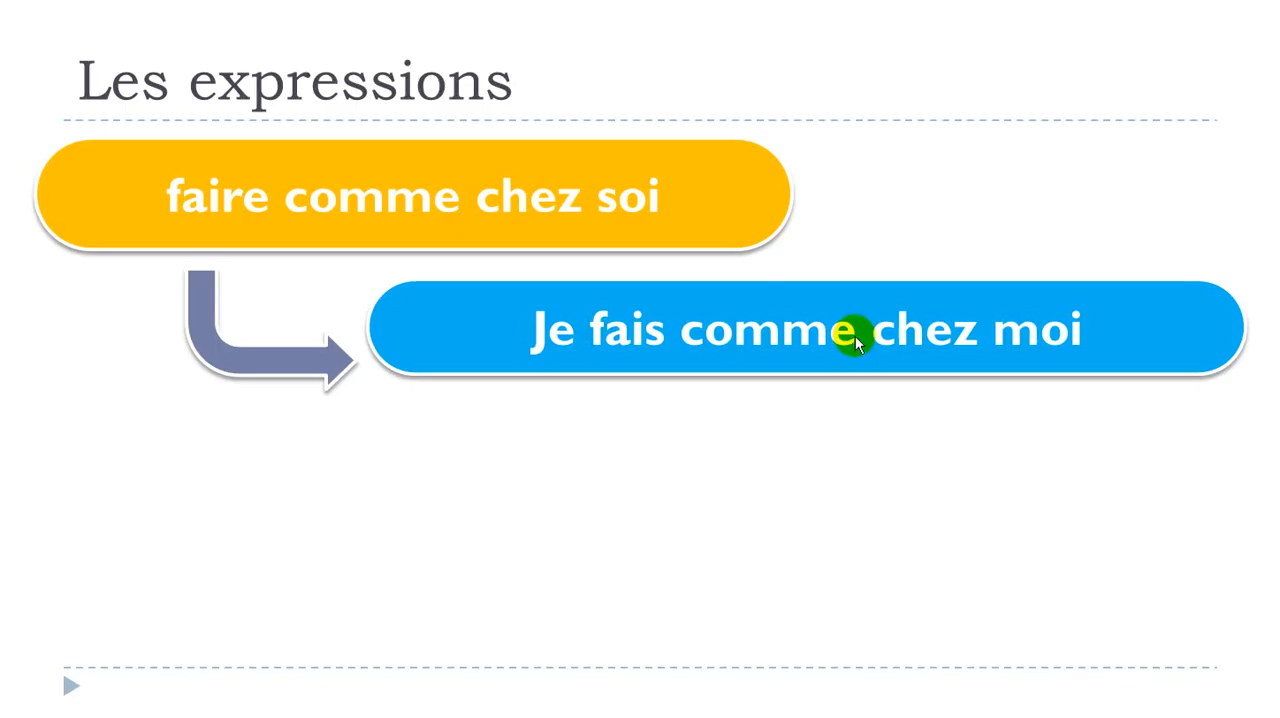 Les expressions
faire comme chez soi
Je fais comme chez moi